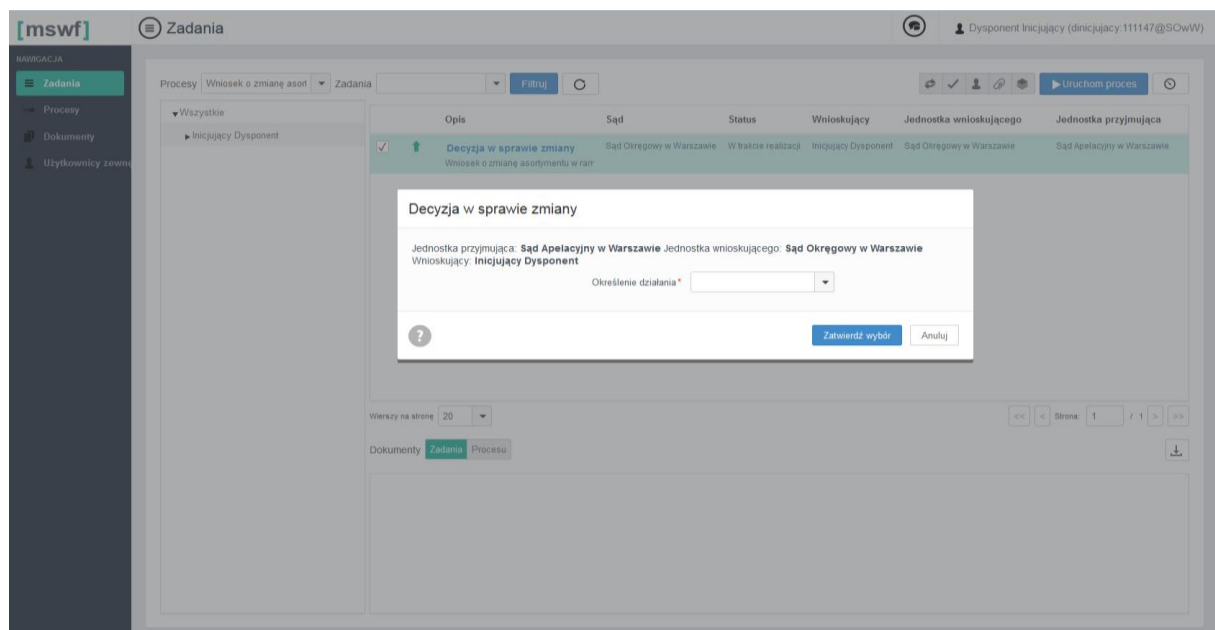 [mswf]
Zadania
Dysponent Inicjujący (dinicjujacy:111147@SOwW)
NAWIGACJA
Zadania
Procesy
Dokumenty
Użytkownicy zewnę
Procesy Wniosek o zmianę asort Zadania Filtruj Uruchom proces
Wszystkie
Inicjujący Dysponent
Opis Sąd Status Wnioskujący Jednostka wnioskującego Jednostka przyjmująca
Decyzja w sprawie zmiany Sąd Okręgowy w Warszawie W trakcie realizacji Inicjujący Dysponent Sąd Okręgowy w Warszawie Sąd Apelacyjny w Warszawie
Wniosek o zmianę asortymentu w ram
Decyzja w sprawie zmiany
Jednostka przyjmująca: Sąd Apelacyjny w Warszawie Jednostka wnioskującego: Sąd Okręgowy w Warszawie
Wnioskujący: Inicjujący Dysponent
Określenie działania*
?
Zatwierdź wybór Anuluj
Wierszy na stronę 20 << < Strona: 1 / 1 > >>
Dokumenty Zadania Procesu